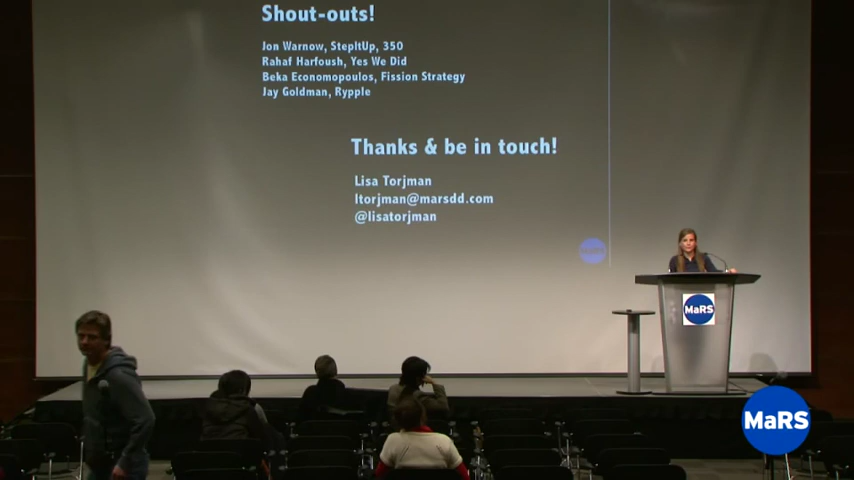 Shout-outs!
Jon Warnow, StepItUp, 350
Rahaf Harfoush, Yes We Did
Beka Economopoulos, Fission Strategy
Jay Goldman, Rypple
Thanks & be in touch!
Lisa Torjman
ltorjman@marsdd.com
@lisatorjman
MaRS
MaRS
MaRS